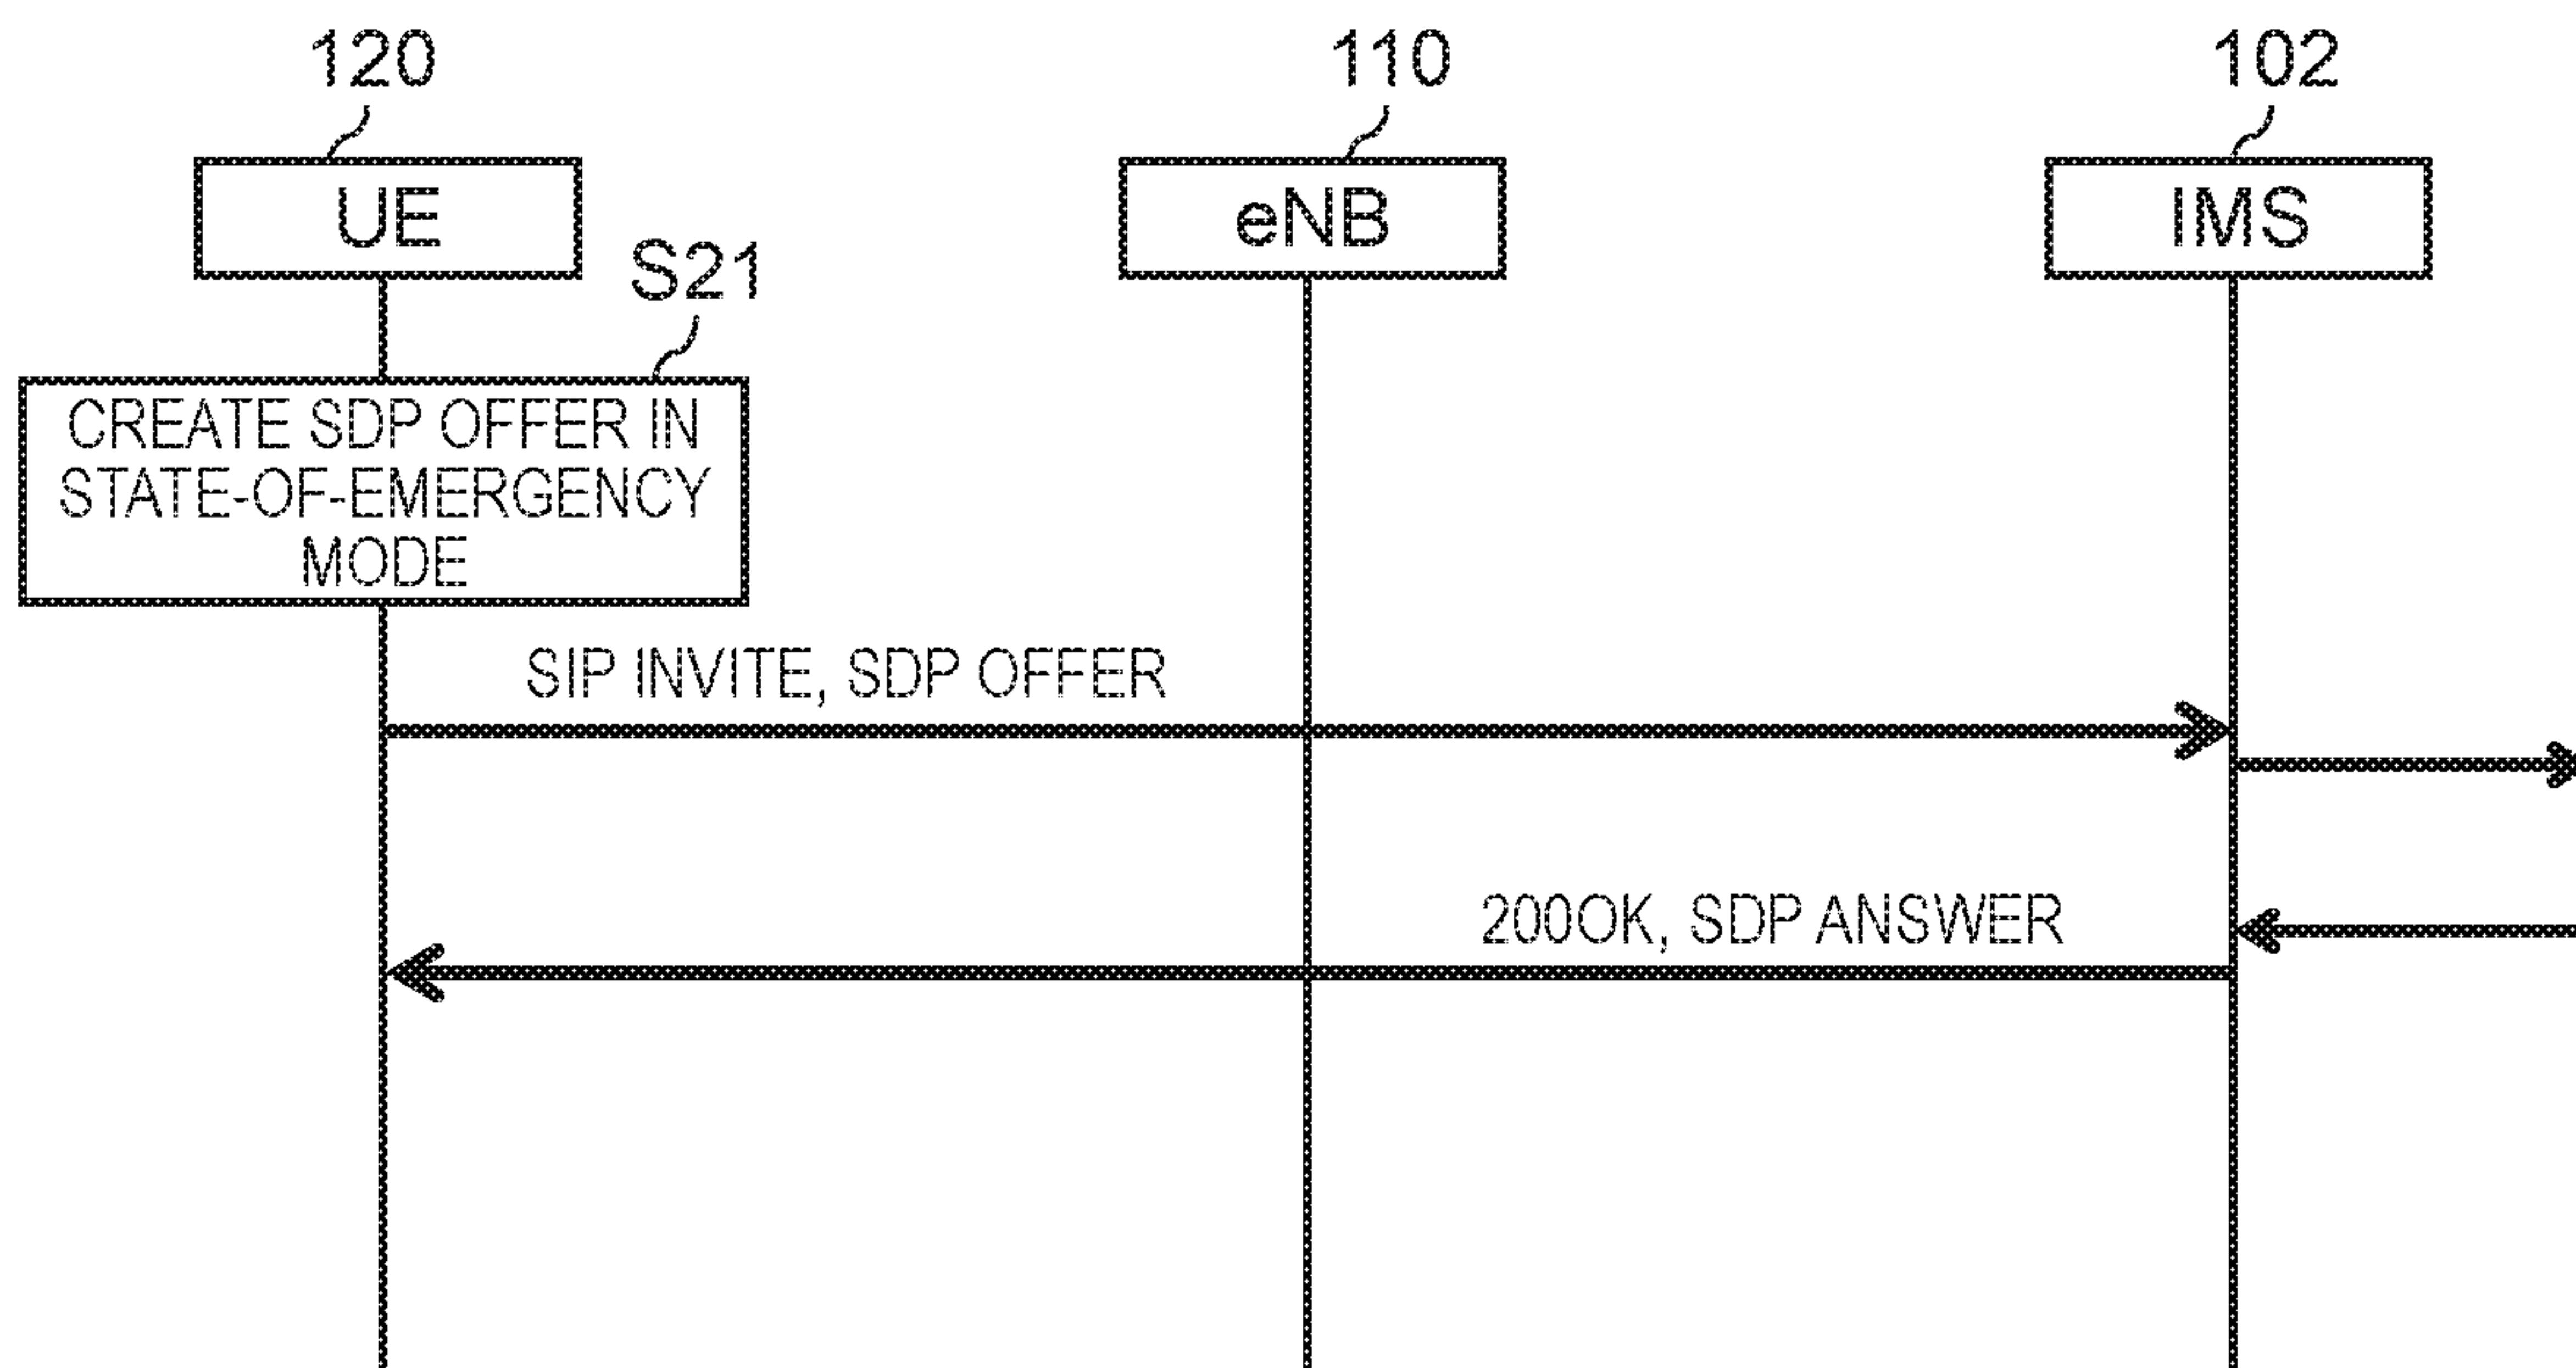 120
110
102
UE
eNB
IMS
S21
CREATE SDP OFFER IN
STATE-OF-EMERGENCY
MODE
SIP INVITE, SDP OFFER
200OK, SDP ANSWER